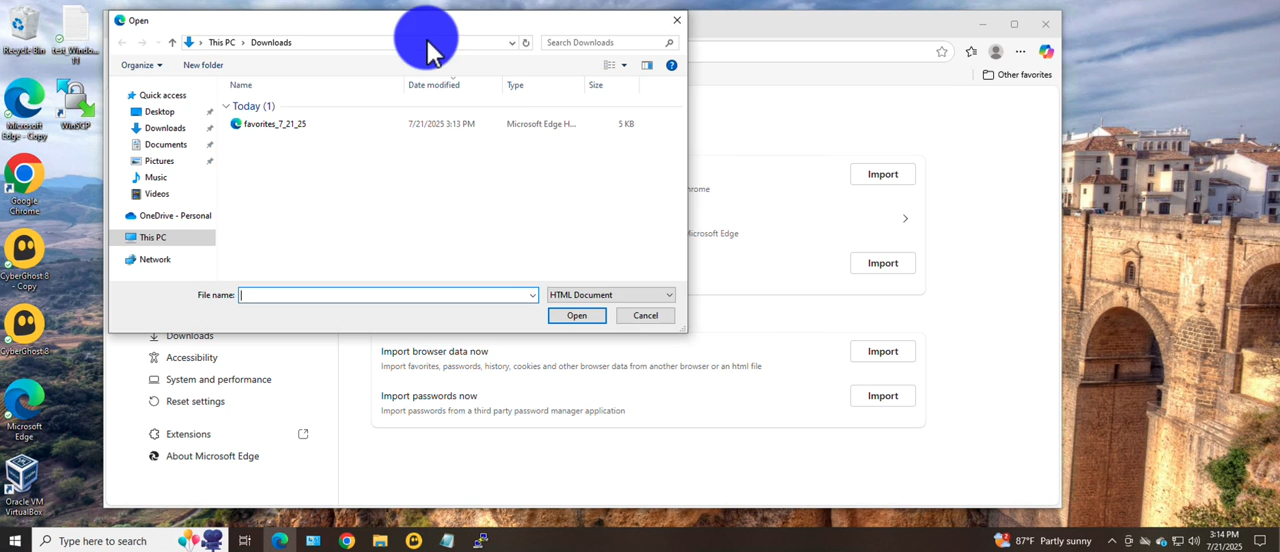 Recycle Bin
test_Windo...
11
Microsoft
Edge - Copy
WinSCP
Google
Chrome
CyberGhost 8
- Copy
CyberGhost 8
Microsoft
Edge
Oracle VM
VirtualBox
Open
This PC > Downloads
Search Downloads
Organize
New folder
Name
Date modified
Type
Size
Quick access
Desktop
Downloads
Documents
Pictures
Music
Videos
OneDrive - Personal
This PC
Network
Today (1)
favorites_7_21_25
7/21/2025 3:13 PM
Microsoft Edge H...
5 KB
File name:
HTML Document
Open
Cancel
Other favorites
Import
hrome
Microsoft Edge
Import
Downloads
Accessibility
System and performance
Reset settings
Extensions
About Microsoft Edge
Import browser data now
Import favorites, passwords, history, cookies and other browser data from another browser or an html file
Import
Import passwords now
Import passwords from a third party password manager application
Import
Type here to search
87°F Partly sunny
3:14 PM
7/21/2025